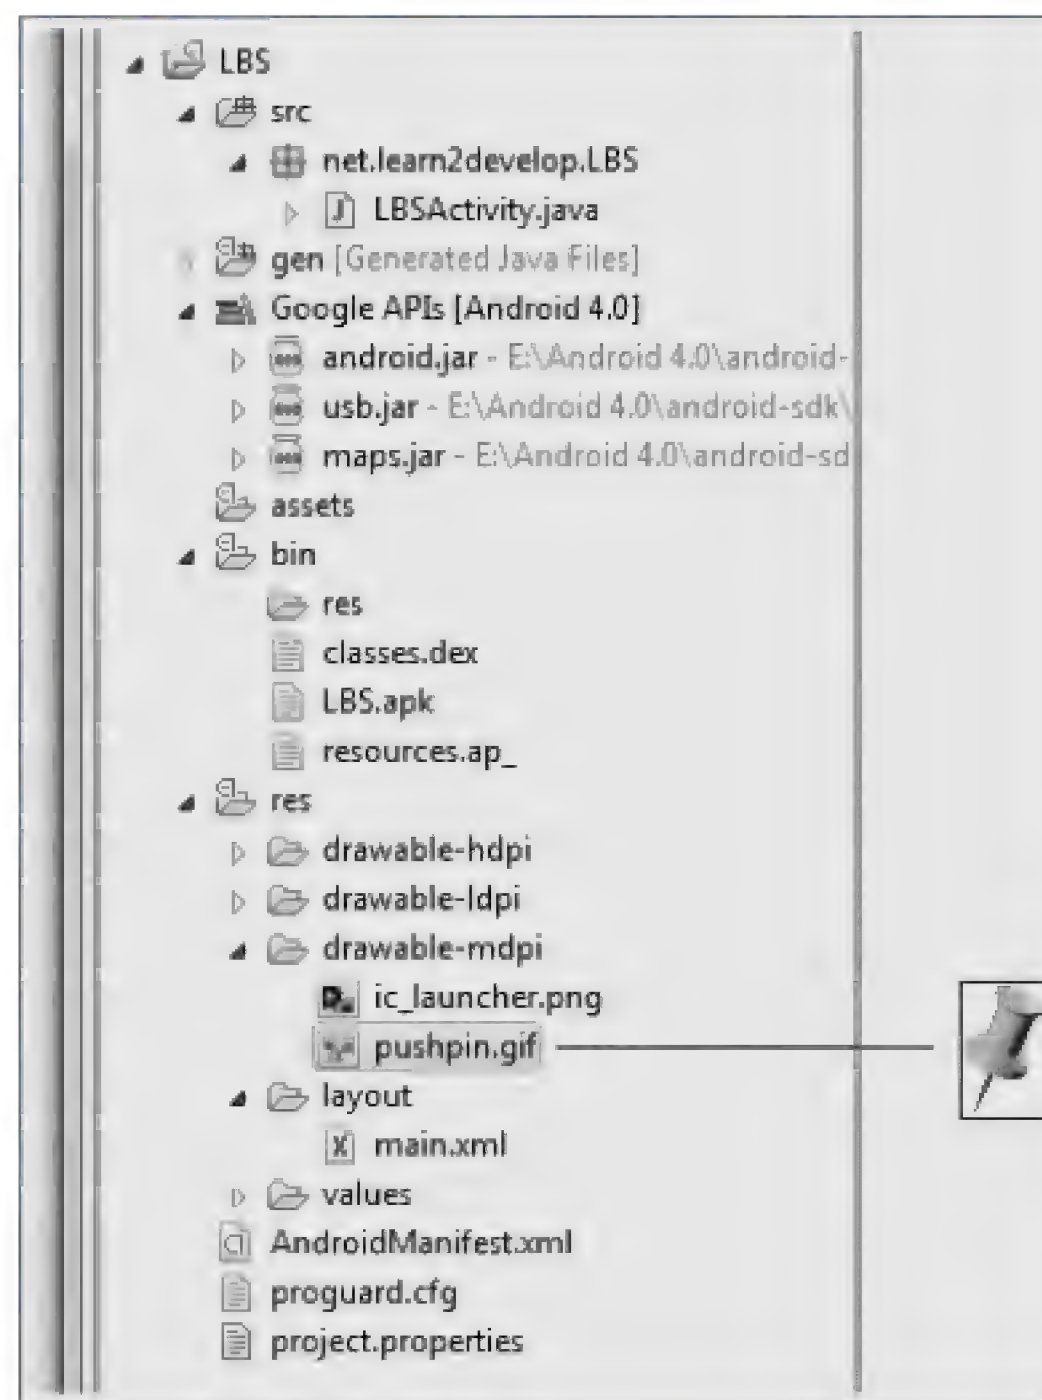 LBS
src
net.learn2develop.LBS
LBSActivity.java
gen [Generated Java Files]
Google APIs [Android 4.0]
android.jar - E:\Android 4.0\android-
usb.jar - E:\Android 4.0\android-sdk\
maps.jar - E:\Android 4.0\android-sd
assets
bin
res
classes.dex
LBS.apk
resources.ap_
res
drawable-hdpi
drawable-ldpi
drawable-mdpi
ic_launcher.png
pushpin.gif
layout
main.xml
values
AndroidManifest.xml
proguard.cfg
project.properties